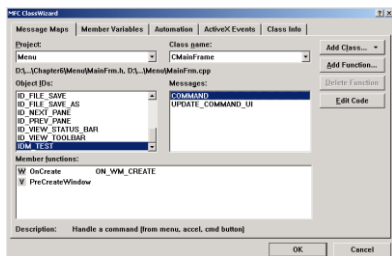 MFC ClassWizard
Message Maps Member Variables Automation ActiveX Events Class Info
Project: Class name:
Menu CMainFrame
Add Class...
Add Function...
D:\...\Chapter6\Menu\MainFrm.h, D:\...\Menu\MainFrm.cpp
Object IDs: Messages:
Delete Function
ID_FILE_SAVE COMMAND
ID_FILE_SAVE_AS UPDATE_COMMAND_UI
Edit Code
ID_NEXT_PANE
ID_PREV_PANE
ID_VIEW_STATUS_BAR
ID_VIEW_TOOLBAR
IDM_TEST
Member functions:
W OnCreate ON_WM_CREATE
V PreCreateWindow
Description: Handle a command (from menu, accel, cmd button)
OK Cancel